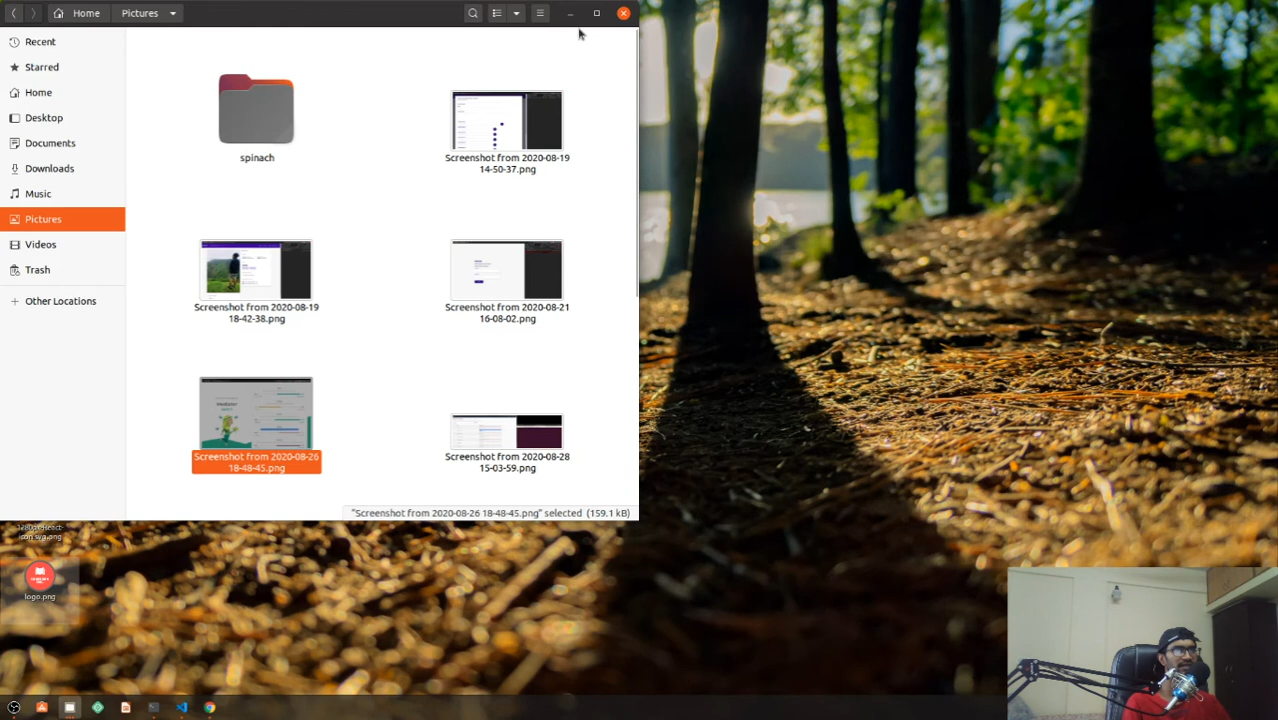 Home Pictures
Recent
Starred
Home
Desktop
Documents
Downloads
Music
Pictures
Videos
Trash
Other Locations
spinach
Screenshot from 2020-08-19
14-50-37.png
Screenshot from 2020-08-19
18-42-38.png
Screenshot from 2020-08-21
16-08-02.png
Screenshot from 2020-08-26
18-48-45.png
Screenshot from 2020-08-28
15-03-59.png
"Screenshot from 2020-08-26 18-48-45.png" selected (159.1 kB)
icon.svg.png
logo.png